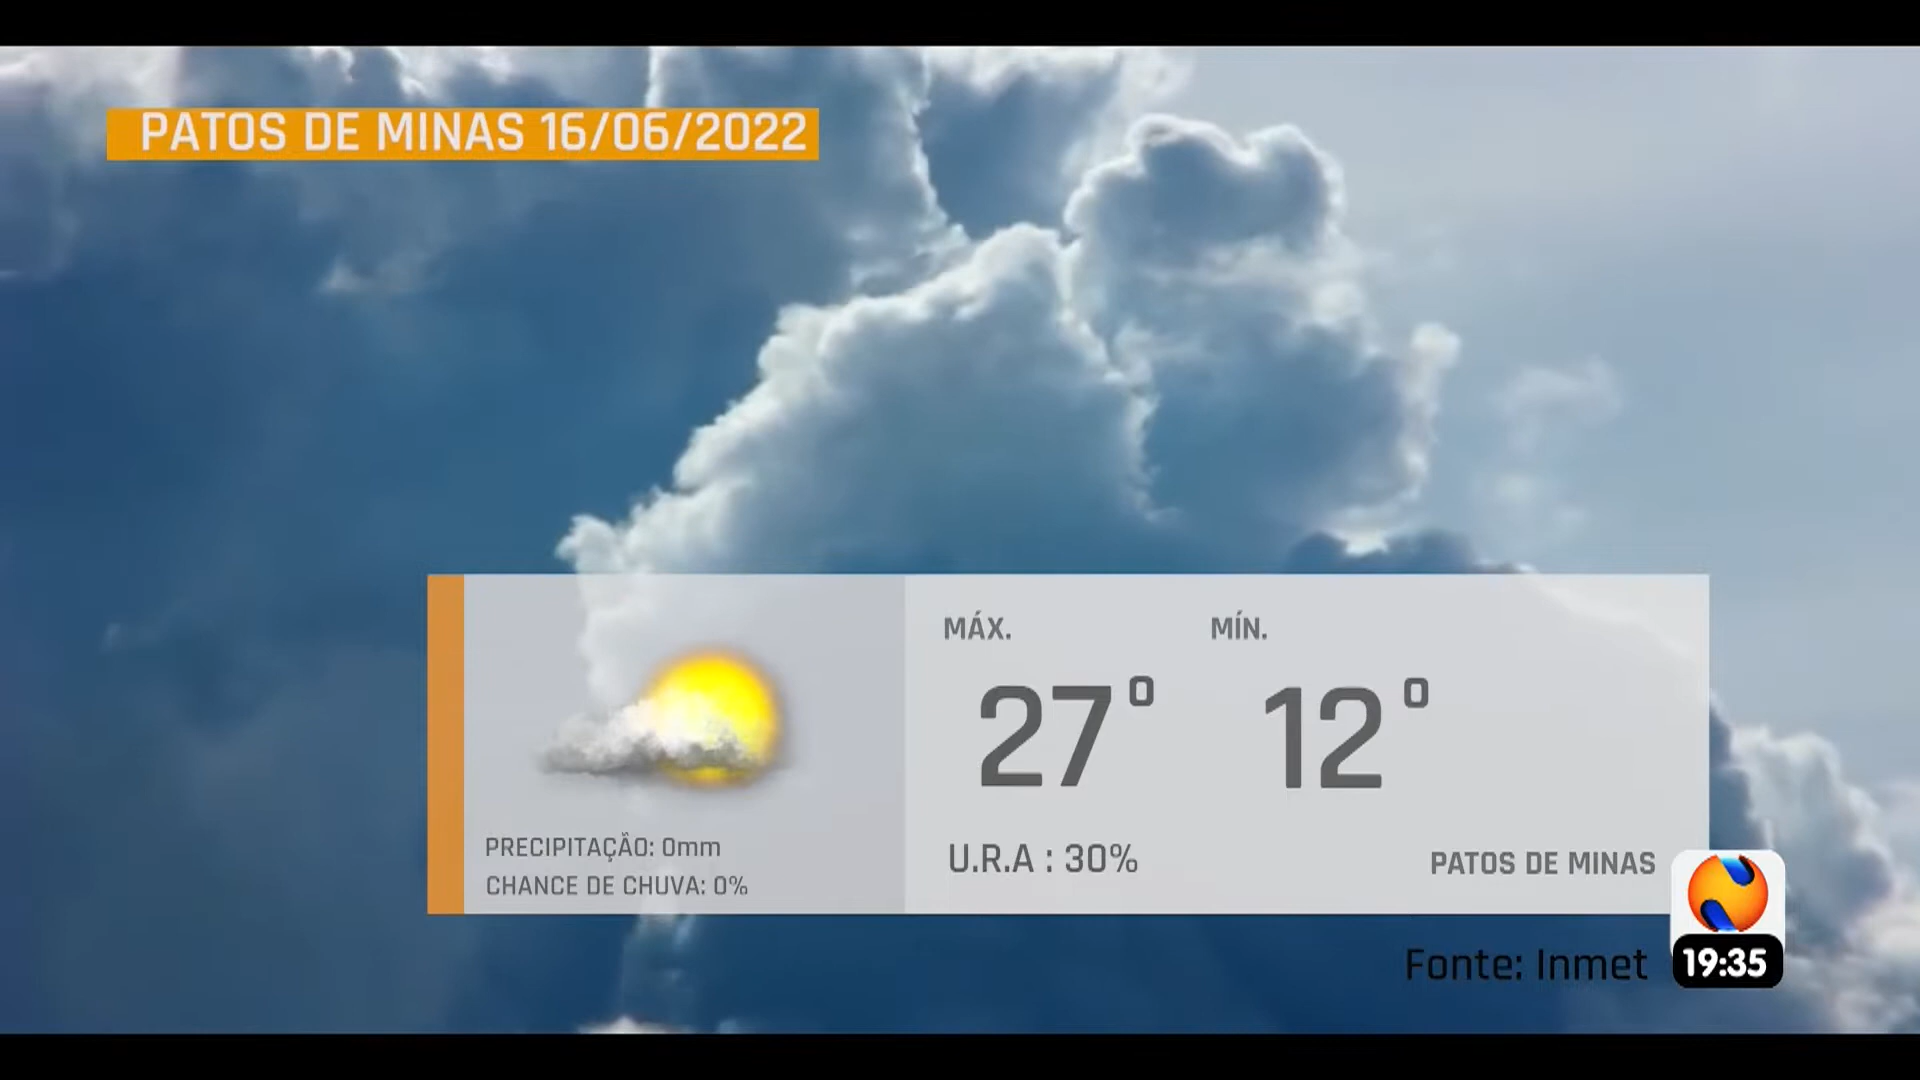 PATOS DE MINAS 16/06/2022
MÁX.
MÍN.
27°
12°
PRECIPITAÇÃO: 0mm
CHANCE DE CHUVA: 0%
U.R.A : 30%
PATOS DE MINAS
Fonte: Inmet
19:35